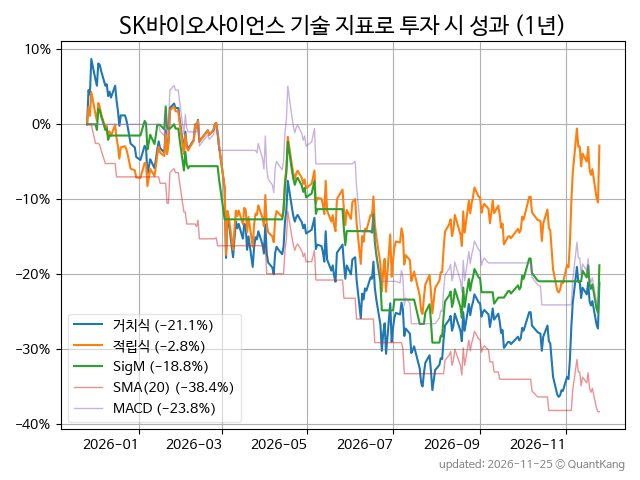 SK바이오사이언스 기술 지표로 투자 시 성과 (1년)
10%
0%
−10%
−20%
−30%
−40%
거치식 (−21.1%)
적립식 (−2.8%)
SigM (−18.8%)
SMA(20) (−38.4%)
MACD (−23.8%)
2026-01 2026-03 2026-05 2026-07 2026-09 2026-11
updated: 2026-11-25 © QuantKang